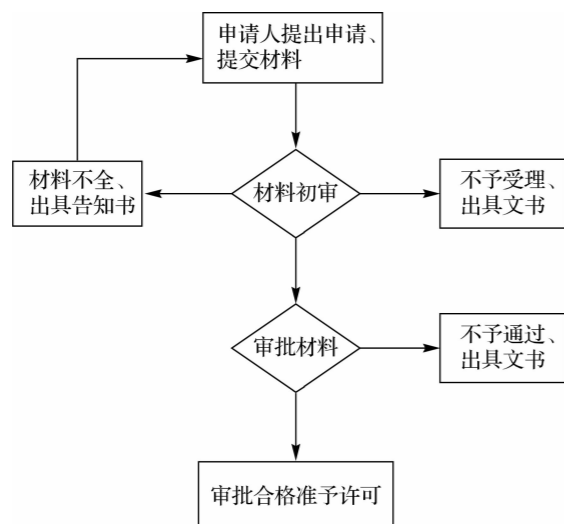 申请人提出申请、
提交材料
材料不全、
出具告知书
材料初审
不予受理、
出具文书
审批材料
不予通过、
出具文书
审批合格准予许可